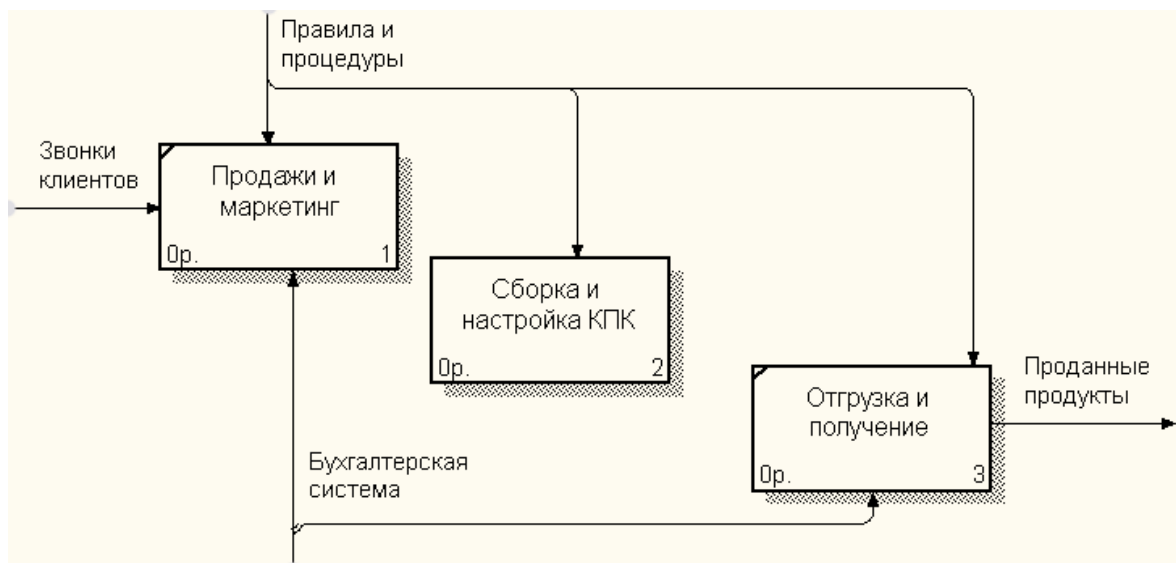 Правила и
процедуры
Звонки
клиентов
Продажи и
маркетинг
0р. 1
Сборка и
настройка КПК
0р. 2
Отгрузка и
получение
0р. 3
Проданные
продукты
Бухгалтерская
система